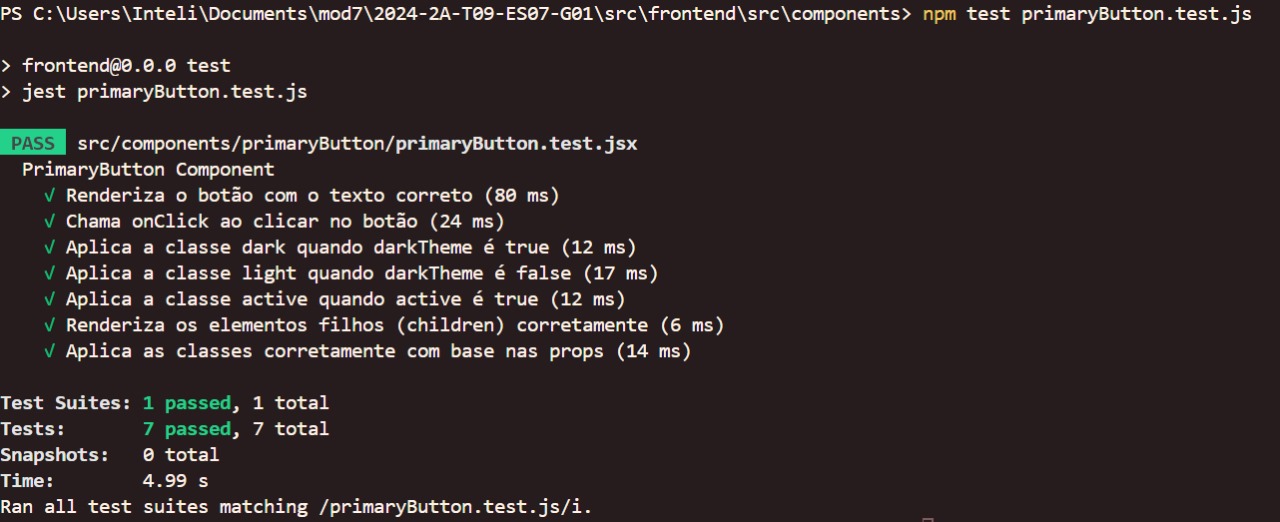 PS C:\Users\Inteli\Documents\mod7\2024-2A-T09-ES07-G01\src\frontend\src\components> npm test primaryButton.test.js
> frontend@0.0.0 test
> jest primaryButton.test.js
PASS src/components/primaryButton/primaryButton.test.jsx
PrimaryButton Component
√ Renderiza o botão com o texto correto (80 ms)
√ Chama onClick ao clicar no botão (24 ms)
√ Aplica a classe dark quando darkTheme é true (12 ms)
√ Aplica a classe light quando darkTheme é false (17 ms)
√ Aplica a classe active quando active é true (12 ms)
√ Renderiza os elementos filhos (children) corretamente (6 ms)
√ Aplica as classes corretamente com base nas props (14 ms)
Test Suites: 1 passed, 1 total
Tests: 7 passed, 7 total
Snapshots: 0 total
Time: 4.99 s
Ran all test suites matching /primaryButton.test.js/i.